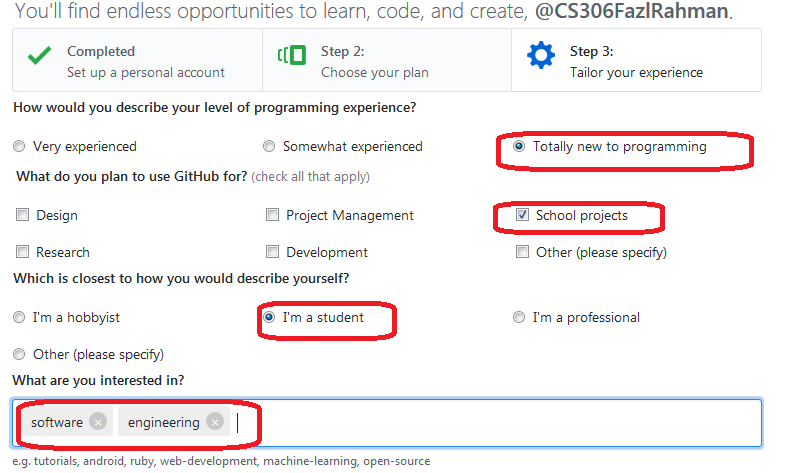 You'll find endless opportunities to learn, code, and create, @CS306FazlRahman.
Completed
Set up a personal account
Step 2:
Choose your plan
Step 3:
Tailor your experience
How would you describe your level of programming experience?
Very experienced
Somewhat experienced
Totally new to programming
What do you plan to use GitHub for? (check all that apply)
Design
Project Management
School projects
Research
Development
Other (please specify)
Which is closest to how you would describe yourself?
I'm a hobbyist
I'm a student
I'm a professional
Other (please specify)
What are you interested in?
software
engineering
e.g. tutorials, android, ruby, web-development, machine-learning, open-source